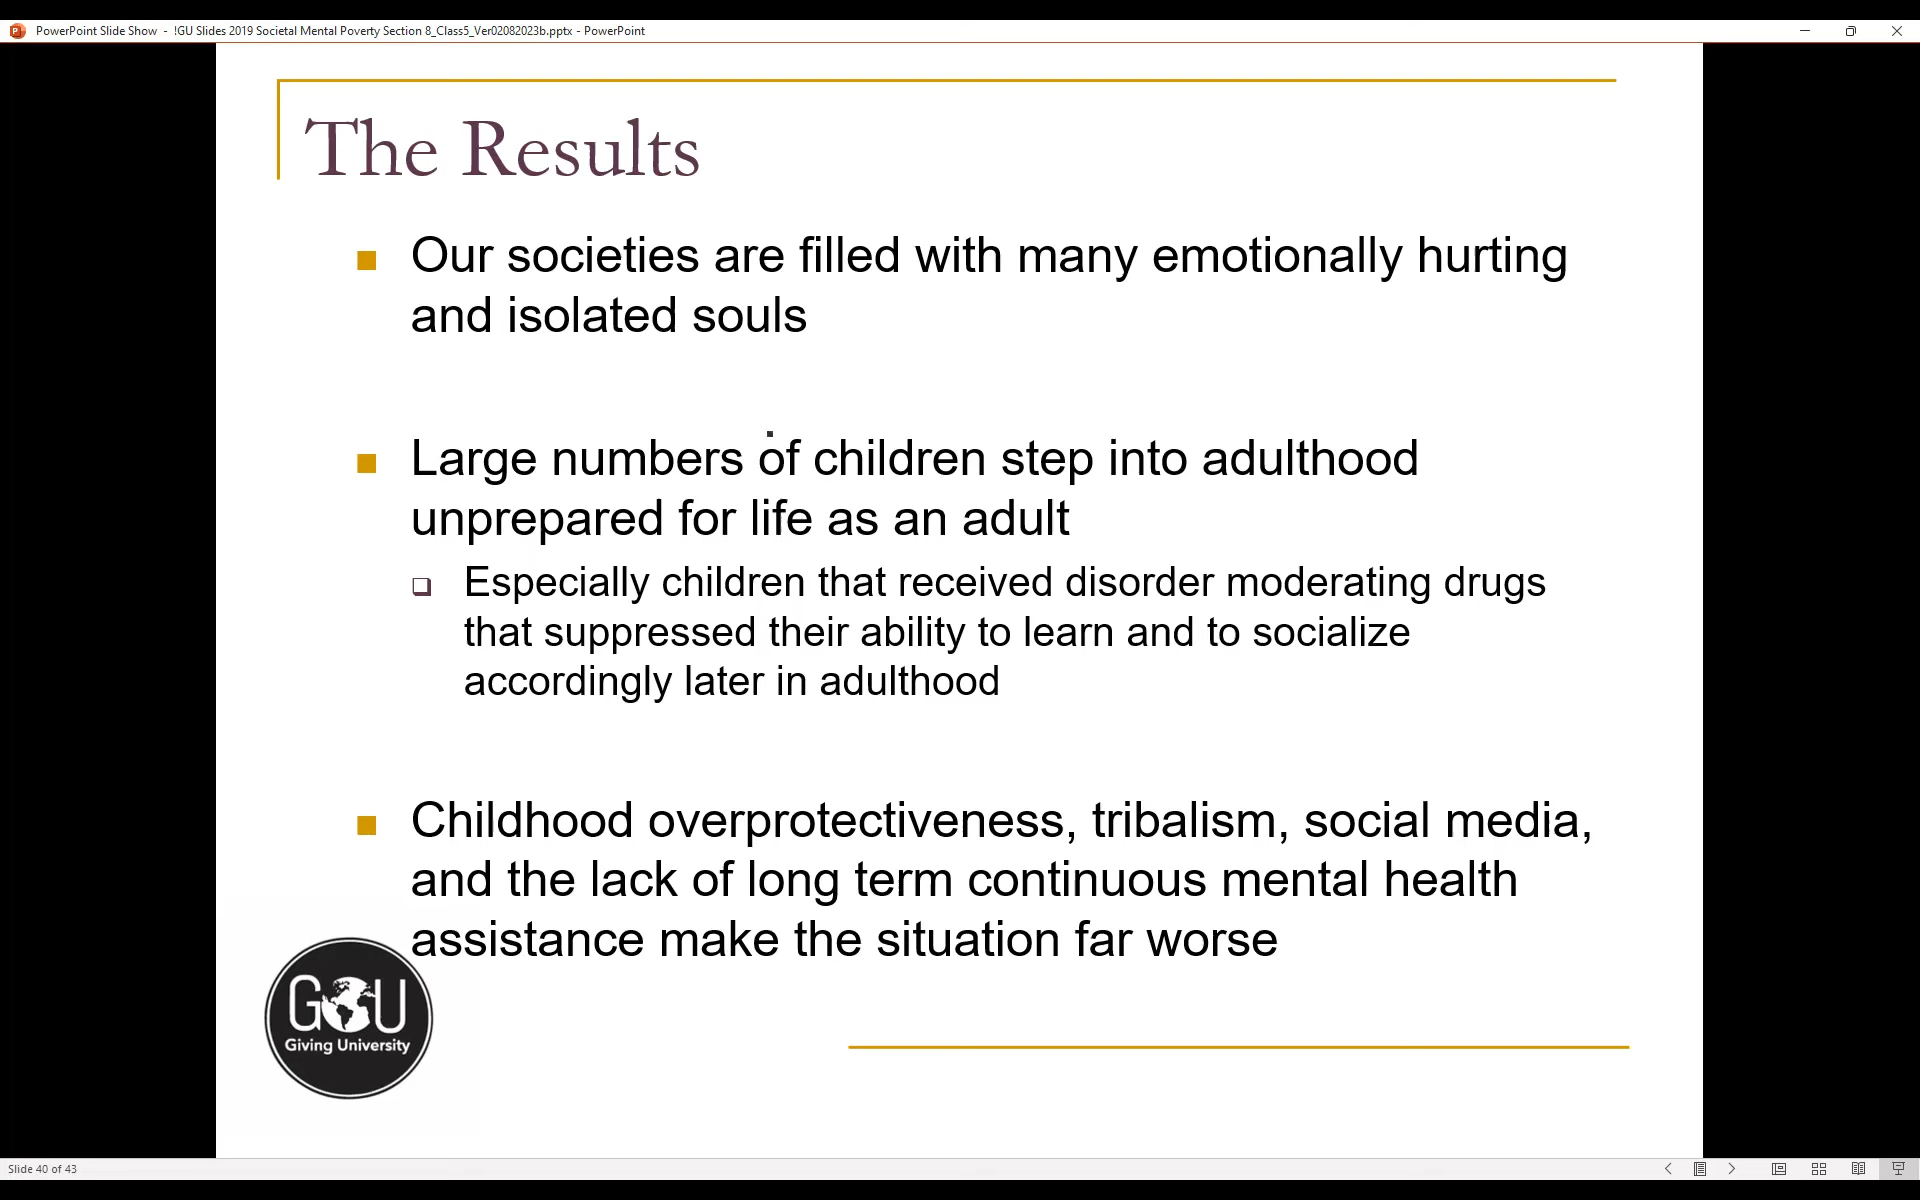 PowerPoint Slide Show - !GU Slides 2019 Societal Mental Poverty Section 8_Class5_Ver02082023b.pptx - PowerPoint
The Results
Our societies are filled with many emotionally hurting
and isolated souls
Large numbers of children step into adulthood
unprepared for life as an adult
Especially children that received disorder moderating drugs
that suppressed their ability to learn and to socialize
accordingly later in adulthood
Childhood overprotectiveness, tribalism, social media,
and the lack of long term continuous mental health
assistance make the situation far worse
GU
Giving University
Slide 40 of 43